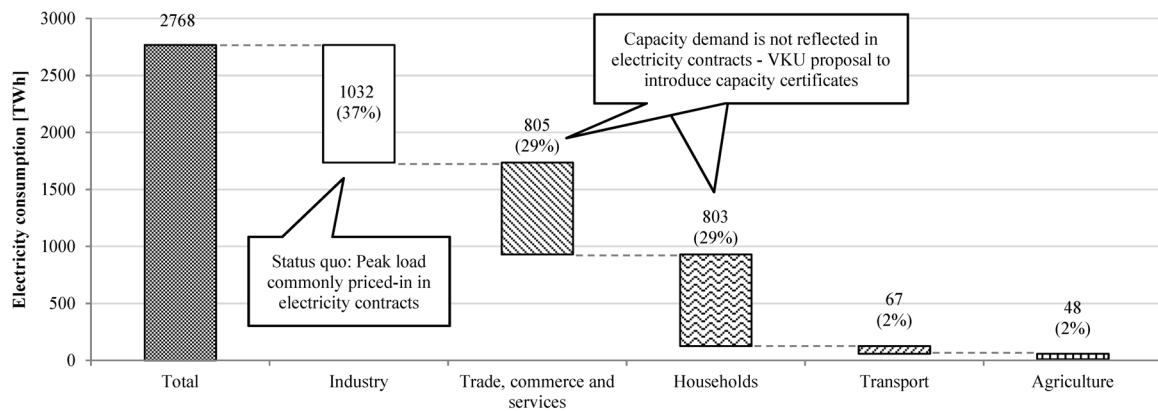 Electricity consumption [TWh]
3000
2500
2000
1500
1000
500
0
2768
1032
(37%)
805
(29%)
803
(29%)
67
(2%)
48
(2%)
Capacity demand is not reflected in
electricity contracts - VKU proposal to
introduce capacity certificates
Status quo: Peak load
commonly priced-in in
electricity contracts
Total
Industry
Trade, commerce and
services
Households
Transport
Agriculture